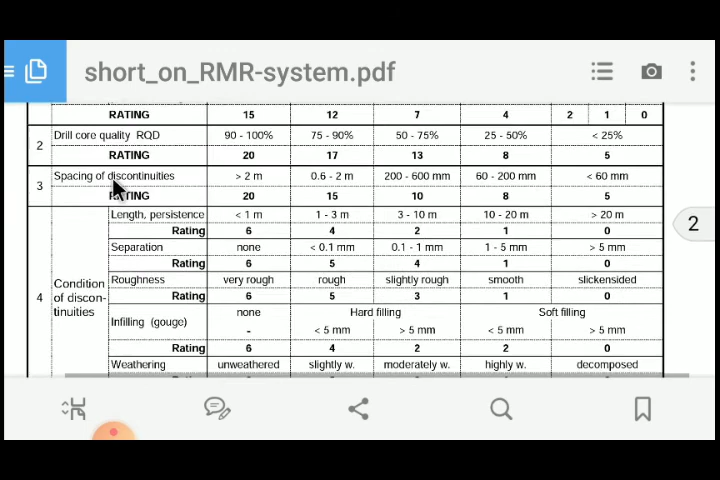 short_on_RMR-system.pdf
RATING 15 12 7 4 2 1 0
2 Drill core quality RQD 90 - 100% 75 - 90% 50 - 75% 25 - 50% < 25%
RATING 20 17 13 8 5
3 Spacing of discontinuities > 2 m 0.6 - 2 m 200 - 600 mm 60 - 200 mm < 60 mm
RATING 20 15 10 8 5
4 Condition of discon-tinuities
Length, persistence < 1 m 1 - 3 m 3 - 10 m 10 - 20 m > 20 m
Rating 6 4 2 1 0
Separation none < 0.1 mm 0.1 - 1 mm 1 - 5 mm > 5 mm
Rating 6 5 4 1 0
Roughness very rough rough slightly rough smooth slickensided
Rating 6 5 3 1 0
Infilling (gouge) none Hard filling Soft filling
- < 5 mm > 5 mm < 5 mm > 5 mm
Rating 6 4 2 2 0
Weathering unweathered slightly w. moderately w. highly w. decomposed
2